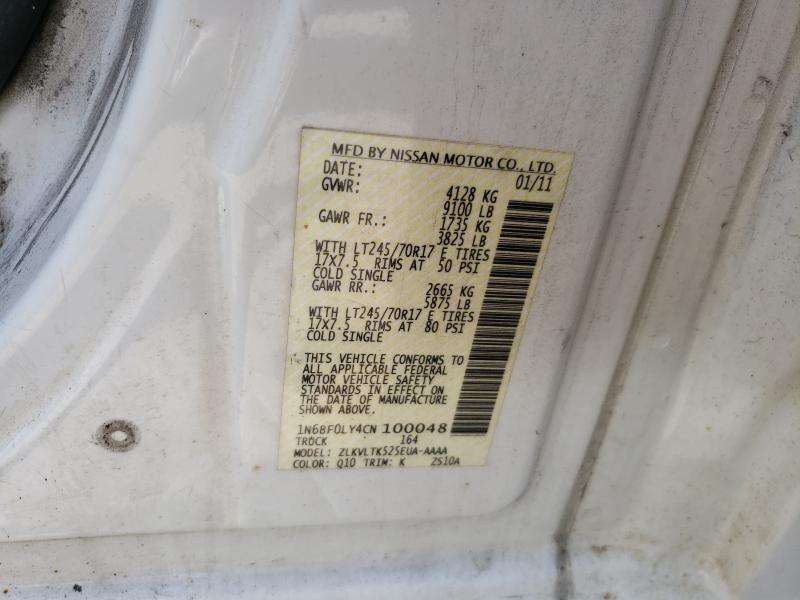 MFD BY NISSAN MOTOR CO., LTD.
DATE: 01/11
GVWR: 4128 KG
9100 LB
GAWR FR.: 1735 KG
3825 LB
WITH LT245/70R17 E TIRES
17X7.5 RIMS AT 50 PSI
COLD SINGLE
GAWR RR.: 2665 KG
5875 LB
WITH LT245/70R17 E TIRES
17X7.5 RIMS AT 80 PSI
COLD SINGLE
THIS VEHICLE CONFORMS TO
ALL APPLICABLE FEDERAL
MOTOR VEHICLE SAFETY
STANDARDS IN EFFECT ON
THE DATE OF MANUFACTURE
SHOWN ABOVE.
1N6BF0LY4CN 100048
TRUCK 164
MODEL: ZLKVLTK525EUA-AAAA
COLOR: Q10 TRIM: K 2S10A